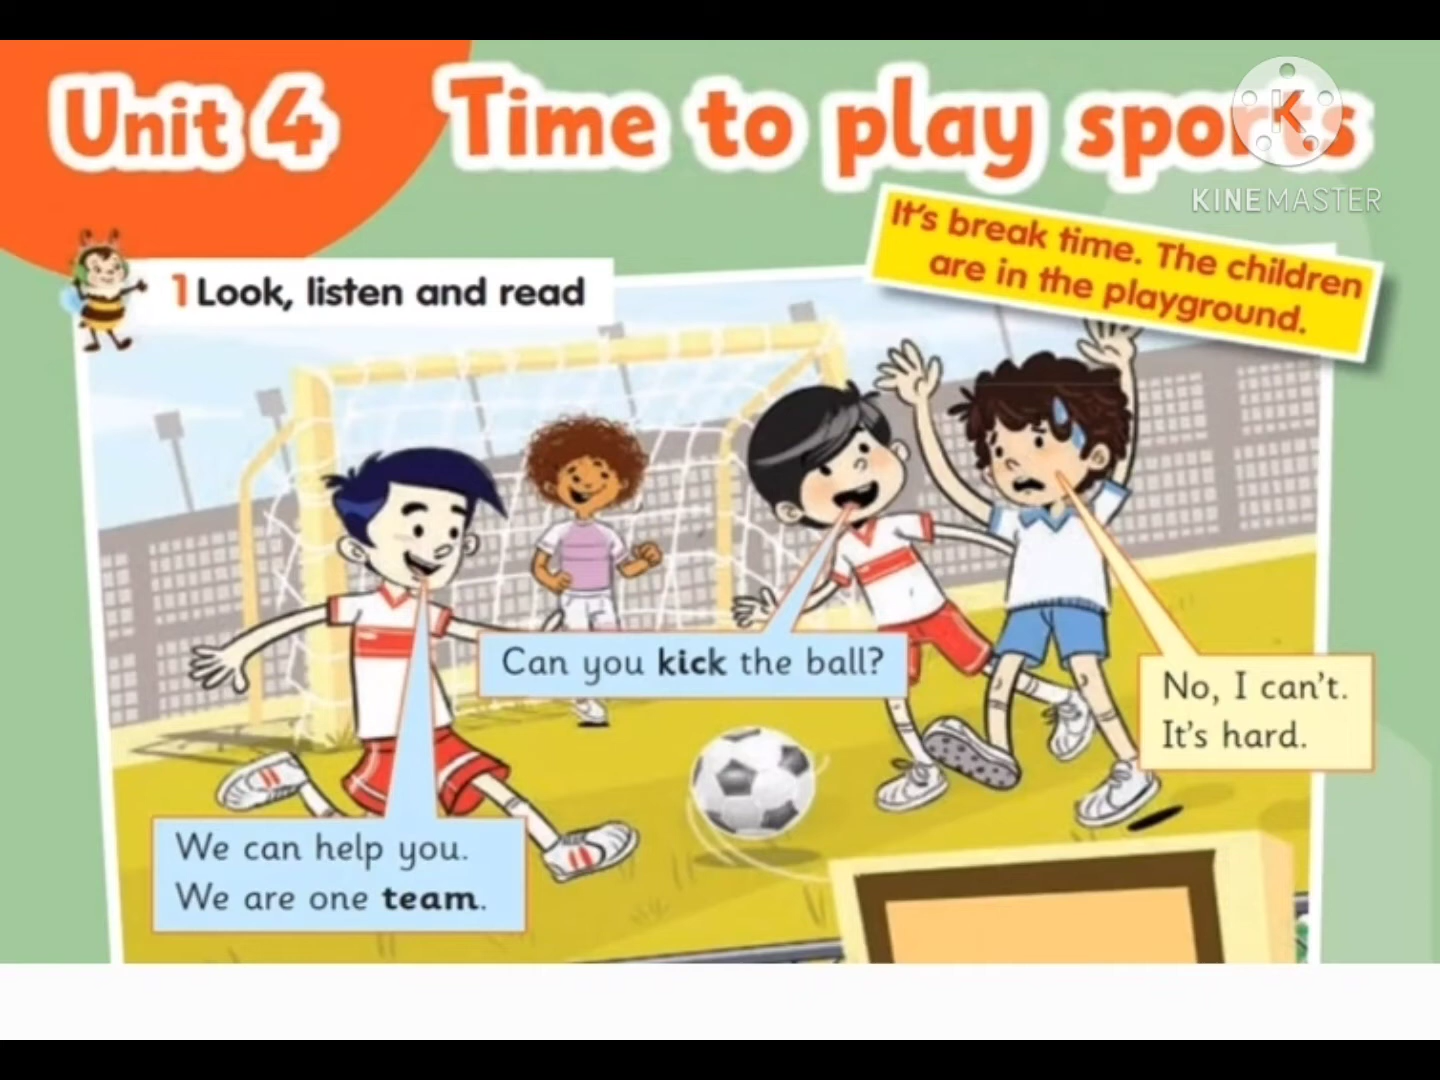 Unit 4 Time to play sports
K
KINEMASTER
It's break time. The children
are in the playground.
1 Look, listen and read
Can you kick the ball?
No, I can't.
It's hard.
We can help you.
We are one team.